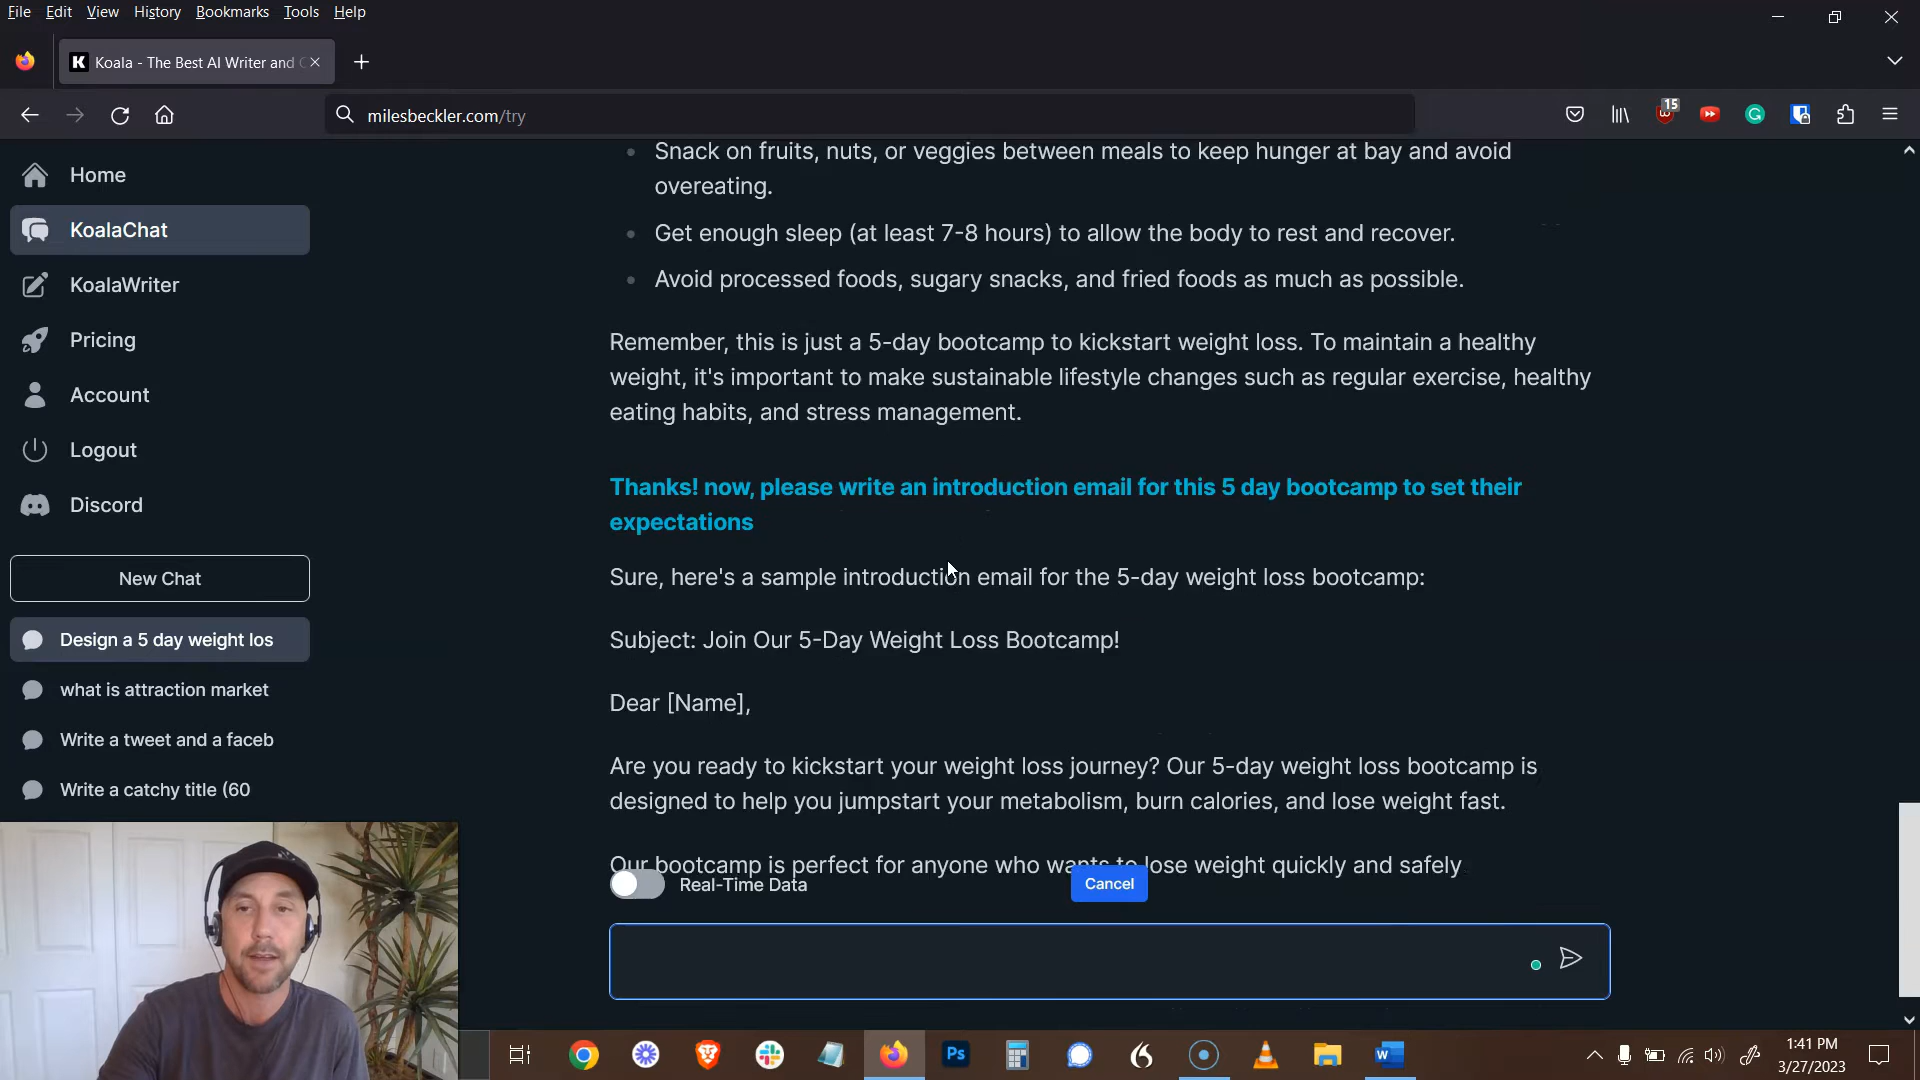 File Edit View History Bookmarks Tools Help
Koala - The Best AI Writer and
milesbeckler.com/try
15
Home
KoalaChat
KoalaWriter
Pricing
Account
Logout
Discord
New Chat
Design a 5 day weight los
what is attraction market
Write a tweet and a faceb
Write a catchy title (60
Snack on fruits, nuts, or veggies between meals to keep hunger at bay and avoid
overeating.
Get enough sleep (at least 7-8 hours) to allow the body to rest and recover.
Avoid processed foods, sugary snacks, and fried foods as much as possible.
Remember, this is just a 5-day bootcamp to kickstart weight loss. To maintain a healthy
weight, it's important to make sustainable lifestyle changes such as regular exercise, healthy
eating habits, and stress management.
Thanks! now, please write an introduction email for this 5 day bootcamp to set their
expectations
Sure, here's a sample introduction email for the 5-day weight loss bootcamp:
Subject: Join Our 5-Day Weight Loss Bootcamp!
Dear [Name],
Are you ready to kickstart your weight loss journey? Our 5-day weight loss bootcamp is
designed to help you jumpstart your metabolism, burn calories, and lose weight fast.
Our bootcamp is perfect for anyone who wants to lose weight quickly and safely
Real-Time Data
Cancel
Ps
1:41 PM
3/27/2023